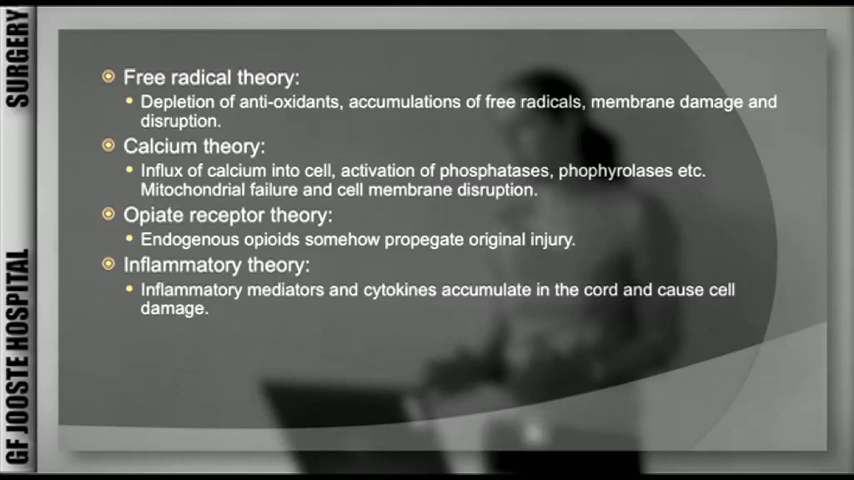 SURGERY
GF JOOSTE HOSPITAL
Free radical theory:
Depletion of anti-oxidants, accumulations of free radicals, membrane damage and
disruption.
Calcium theory:
Influx of calcium into cell, activation of phosphatases, phophyrolases etc.
Mitochondrial failure and cell membrane disruption.
Opiate receptor theory:
Endogenous opioids somehow propegate original injury.
Inflammatory theory:
Inflammatory mediators and cytokines accumulate in the cord and cause cell
damage.